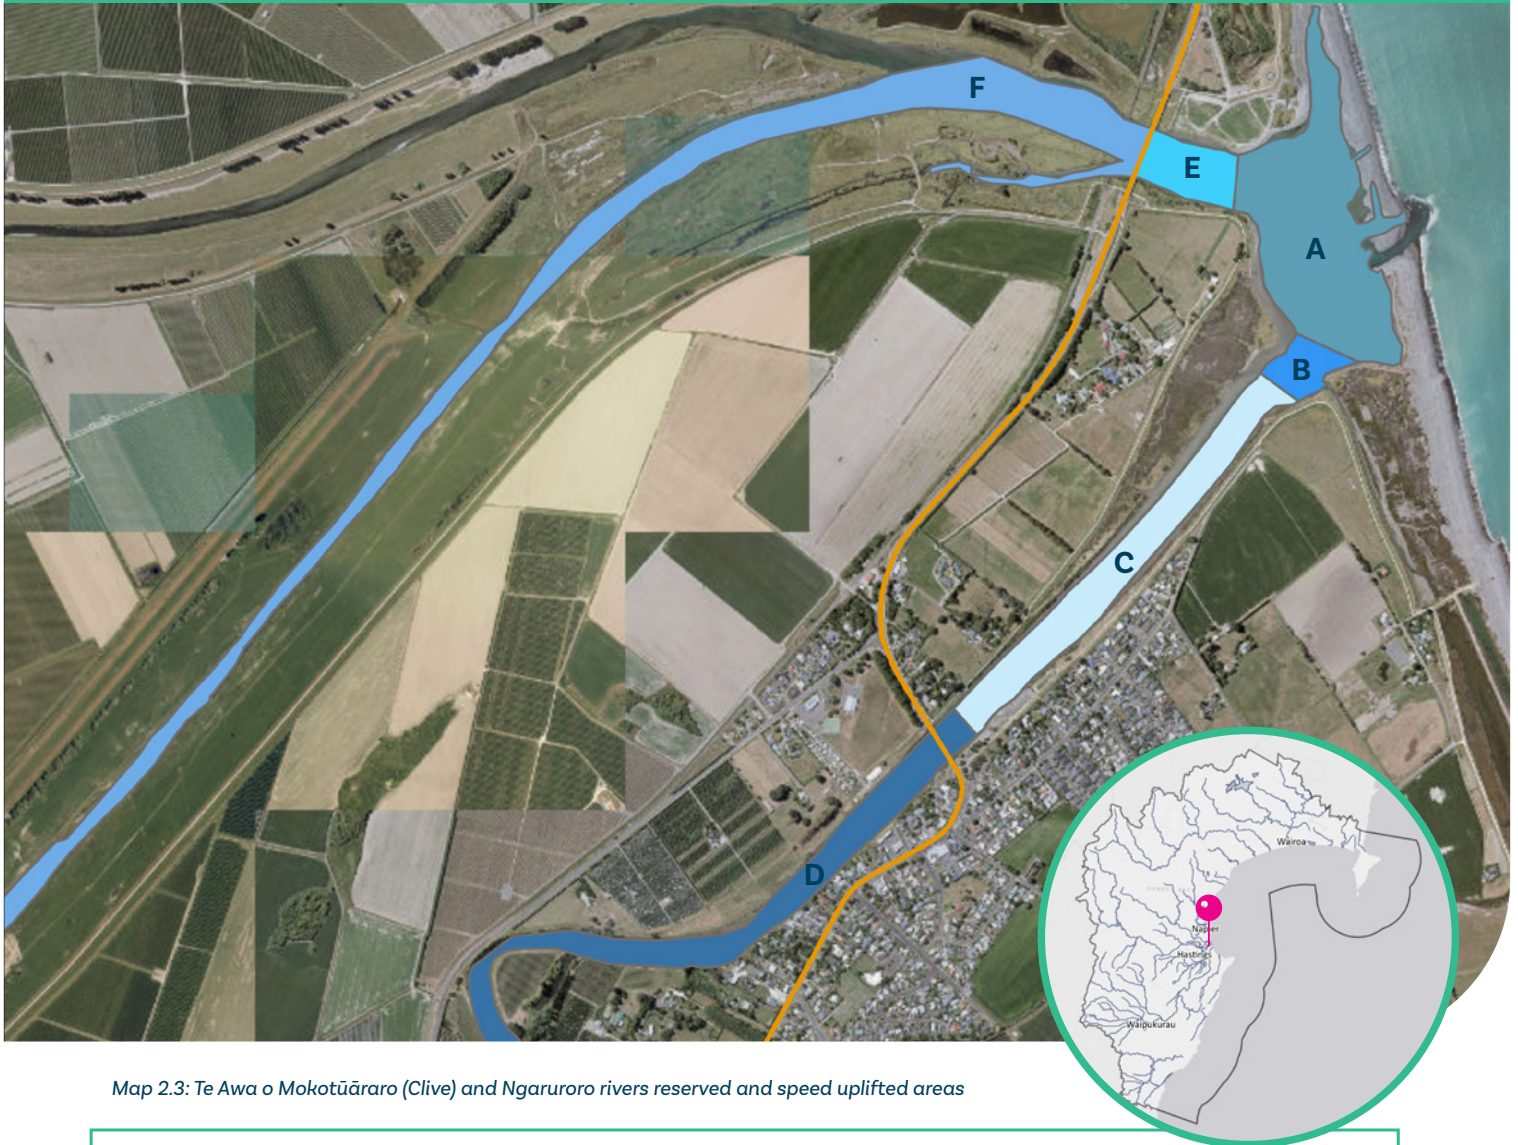 F
E
A
B
C
D
Wairoa
Napier
Hastings
Waipukurau
Map 2.3: Te Awa o Mokotūāraro (Clive) and Ngaruroro rivers reserved and speed uplifted areas